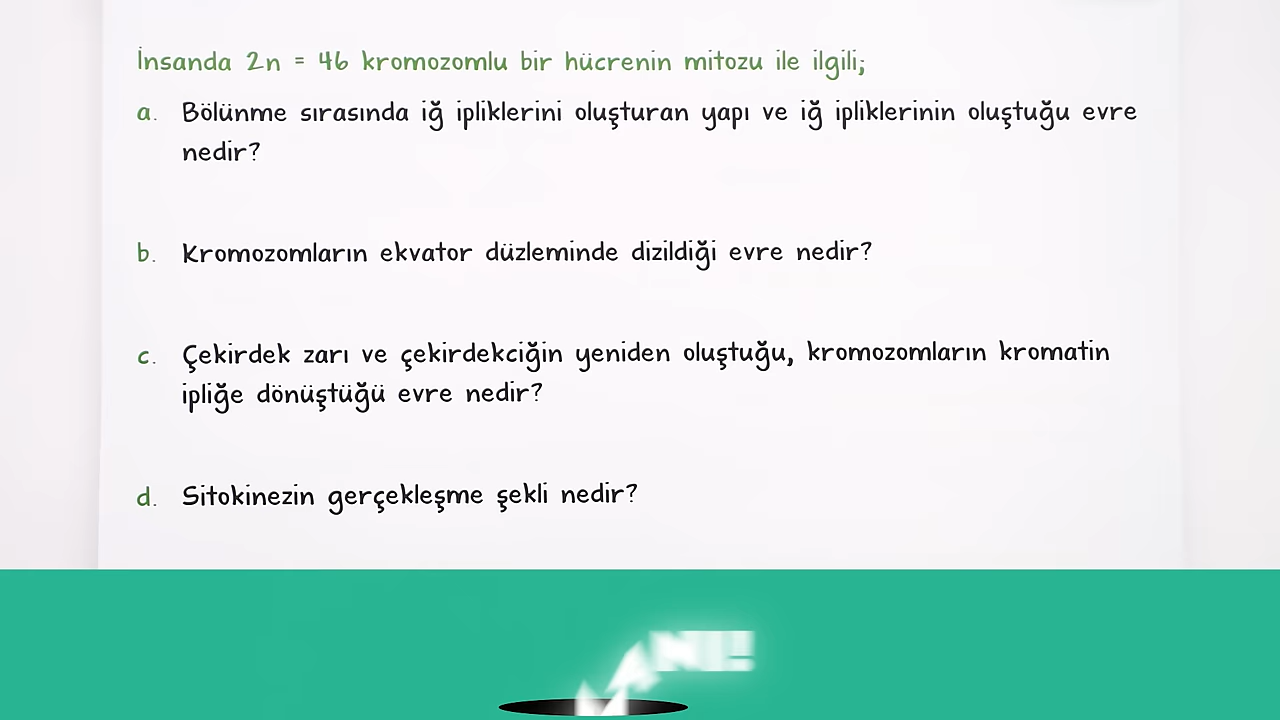 İnsanda 2n = 46 kromozomlu bir hücrenin mitozu ile ilgili;
a. Bölünme sırasında iğ ipliklerini oluşturan yapı ve iğ ipliklerinin oluştuğu evre
nedir?
b. Kromozomların ekvator düzleminde dizildiği evre nedir?
c. Çekirdek zarı ve çekirdekciğin yeniden oluştuğu, kromozomların kromatin
ipliğe dönüştüğü evre nedir?
d. Sitokinezin gerçekleşme şekli nedir?